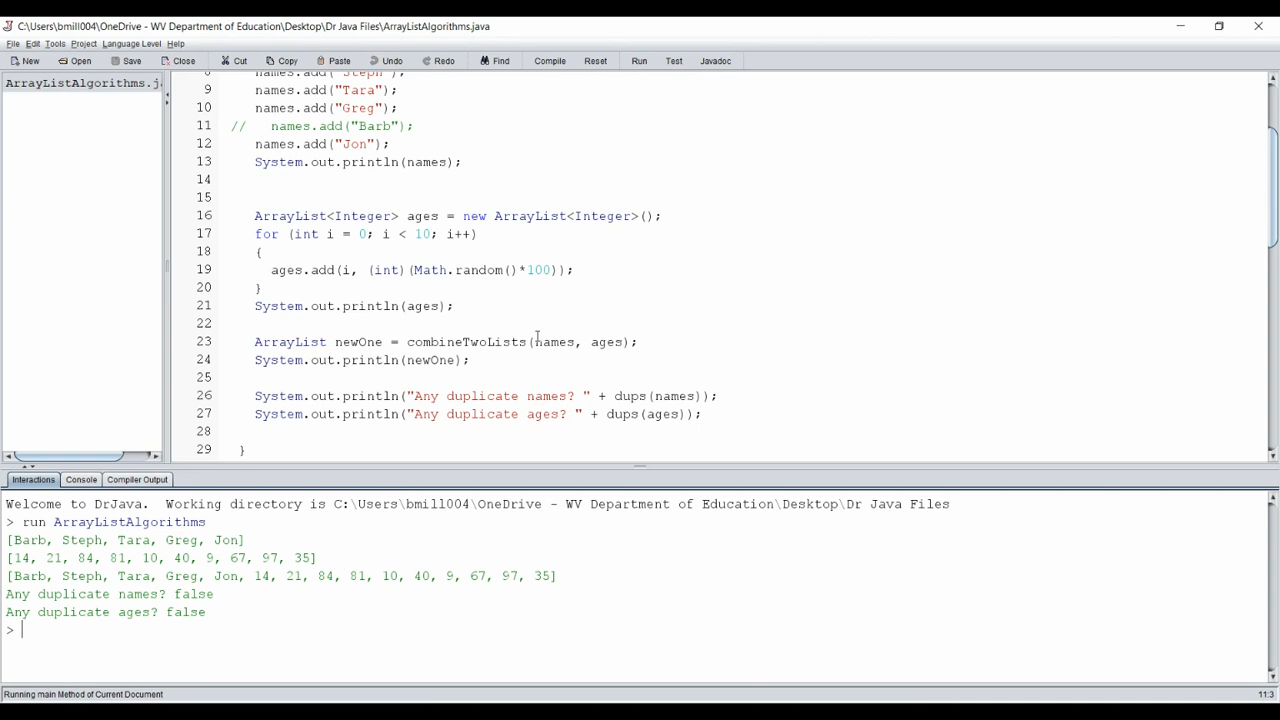 C:\Users\bmill004\OneDrive - WV Department of Education\Desktop\Dr Java Files\ArrayListAlgorithms.java
File Edit Tools Project Language Level Help
New Open Save Close Cut Copy Paste Undo Redo Find Compile Reset Run Test Javadoc
ArrayListAlgorithms.j
8 names.add("Steph");
9 names.add("Tara");
10 names.add("Greg");
11 // names.add("Barb");
12 names.add("Jon");
13 System.out.println(names);
14
15
16 ArrayList<Integer> ages = new ArrayList<Integer>();
17 for (int i = 0; i < 10; i++)
18 {
19 ages.add(i, (int)(Math.random()*100));
20 }
21 System.out.println(ages);
22
23 ArrayList newOne = combineTwoLists(names, ages);
24 System.out.println(newOne);
25
26 System.out.println("Any duplicate names? " + dups(names));
27 System.out.println("Any duplicate ages? " + dups(ages));
28
29 }
Interactions Console Compiler Output
Welcome to DrJava. Working directory is C:\Users\bmill004\OneDrive - WV Department of Education\Desktop\Dr Java Files
> run ArrayListAlgorithms
[Barb, Steph, Tara, Greg, Jon]
[14, 21, 84, 81, 10, 40, 9, 67, 97, 35]
[Barb, Steph, Tara, Greg, Jon, 14, 21, 84, 81, 10, 40, 9, 67, 97, 35]
Any duplicate names? false
Any duplicate ages? false
>
Running main Method of Current Document
11:3